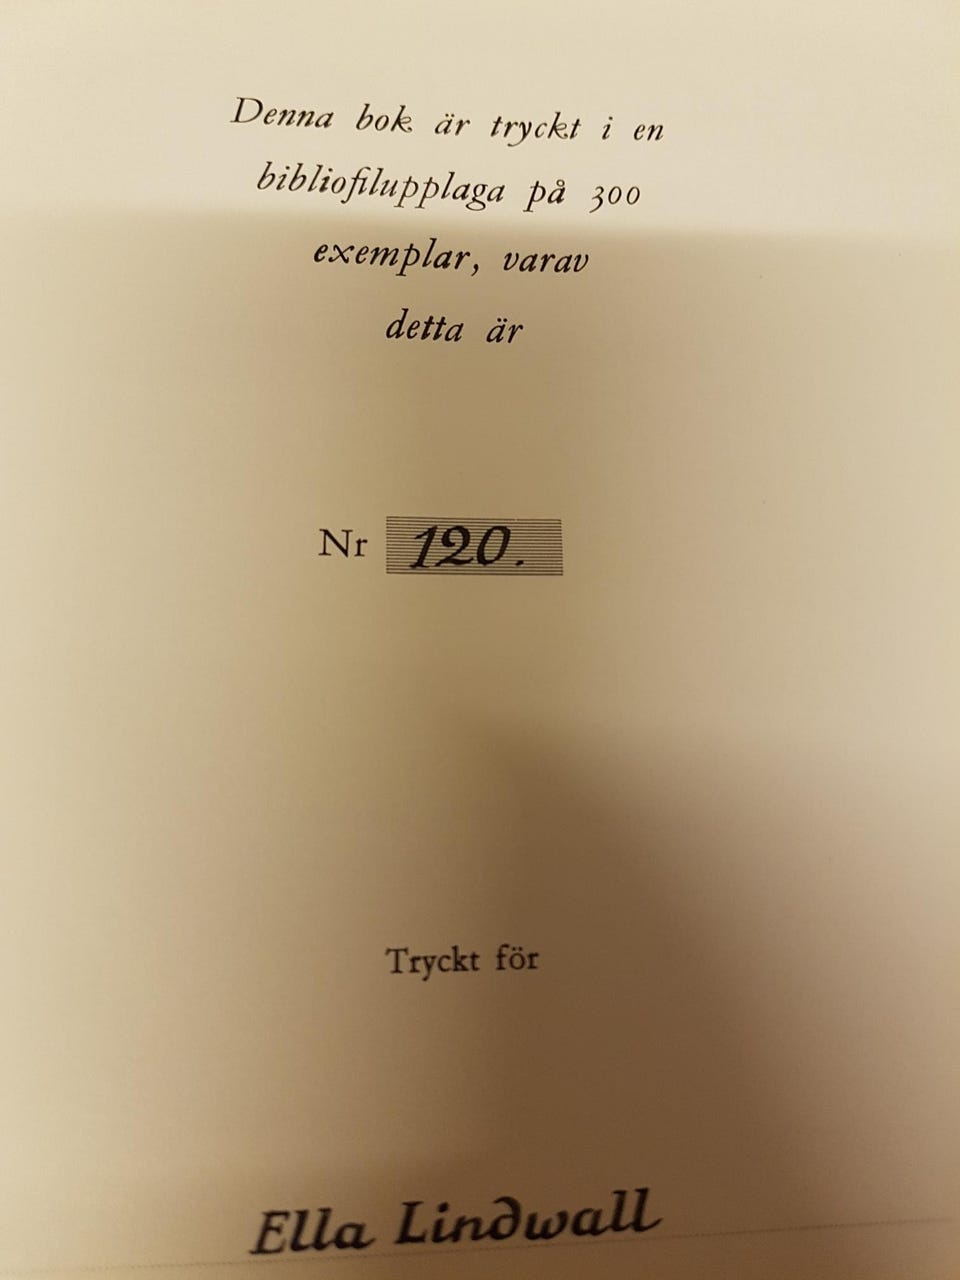 Denna bok är tryckt i en
bibliofilupplaga på 300
exemplar, varav
detta är
Nr 120.
Tryckt för
Ella Lindwall